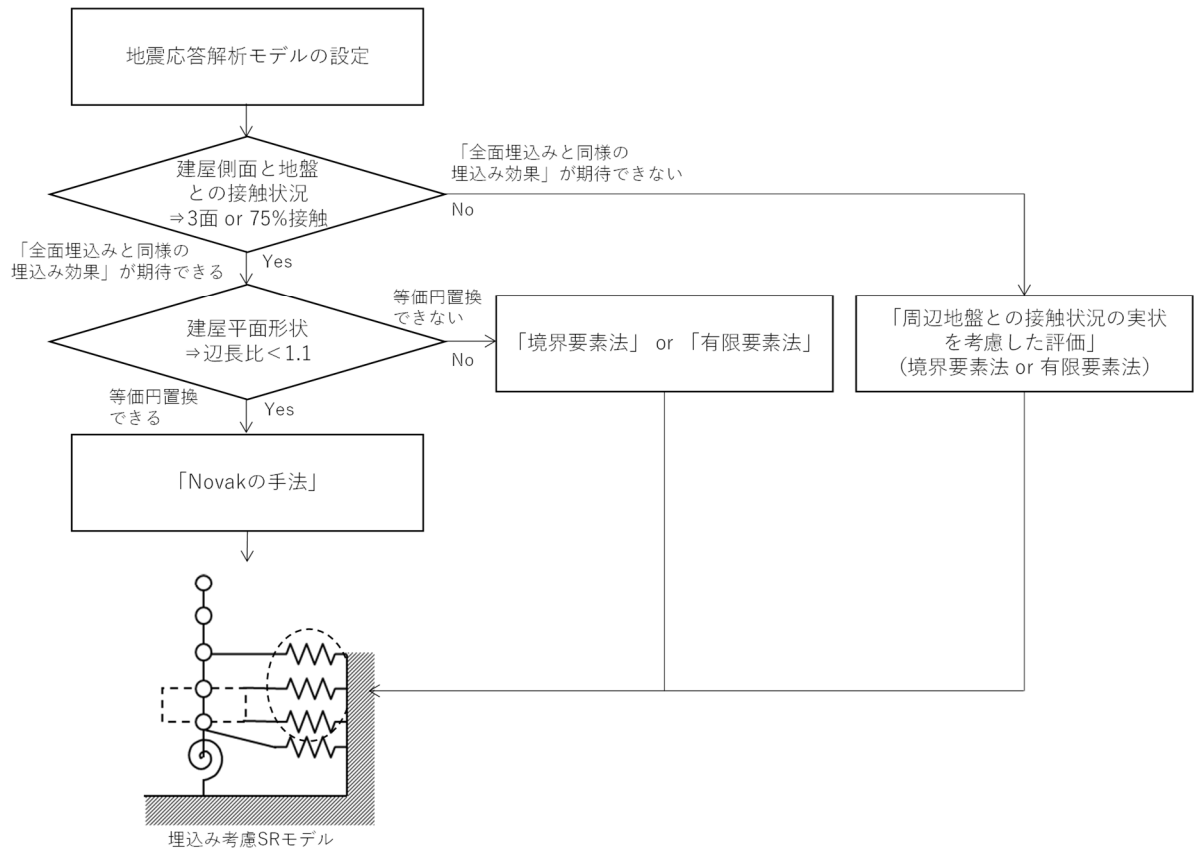 地震応答解析モデルの設定
建屋側面と地盤
との接触状況
⇒3面 or 75%接触
「全面埋込みと同様の
埋込み効果」が期待できない
No
「全面埋込みと同様の
埋込み効果」が期待できる
Yes
建屋平面形状
⇒辺長比＜1.1
等価円置換
できない
No
「境界要素法」 or 「有限要素法」
「周辺地盤との接触状況の実状
を考慮した評価」
（境界要素法 or 有限要素法）
等価円置換
できる
Yes
「Novakの手法」
埋込み考慮SRモデル